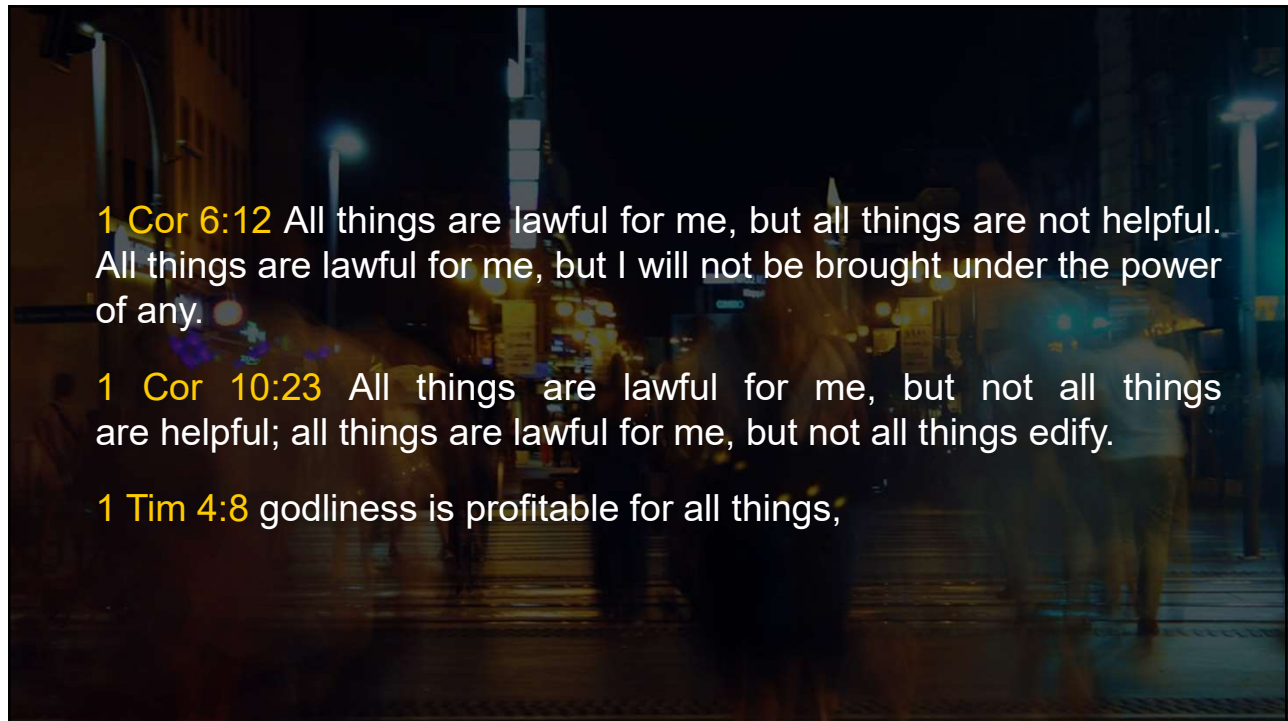 1 Cor 6:12 All things are lawful for me, but all things are not helpful.
All things are lawful for me, but I will not be brought under the power
of any.
1 Cor 10:23 All things are lawful for me, but not all things
are helpful; all things are lawful for me, but not all things edify.
1 Tim 4:8 godliness is profitable for all things,